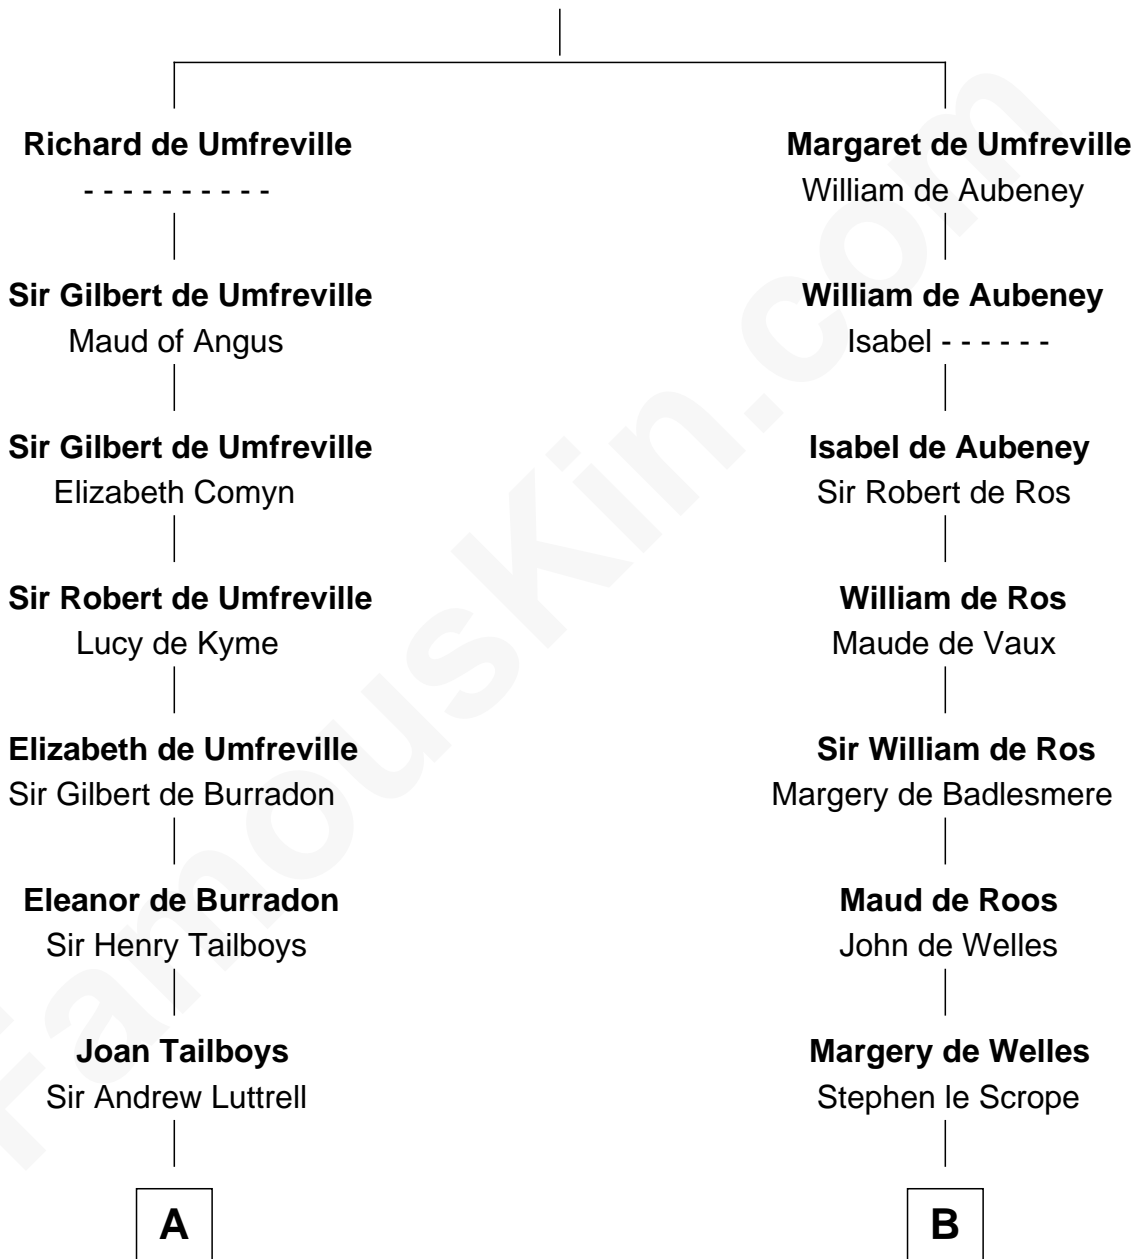 Richard de Umfreville
- - - - - - - - - -
Sir Gilbert de Umfreville
Maud of Angus
Sir Gilbert de Umfreville
Elizabeth Comyn
Sir Robert de Umfreville
Lucy de Kyme
Elizabeth de Umfreville
Sir Gilbert de Burradon
Eleanor de Burradon
Sir Henry Tailboys
Joan Tailboys
Sir Andrew Luttrell
A
Margaret de Umfreville
William de Aubeney
William de Aubeney
Isabel - - - - - -
Isabel de Aubeney
Sir Robert de Ros
William de Ros
Maude de Vaux
Sir William de Ros
Margery de Badlesmere
Maud de Roos
John de Welles
Margery de Welles
Stephen le Scrope
B
FamousKin.com